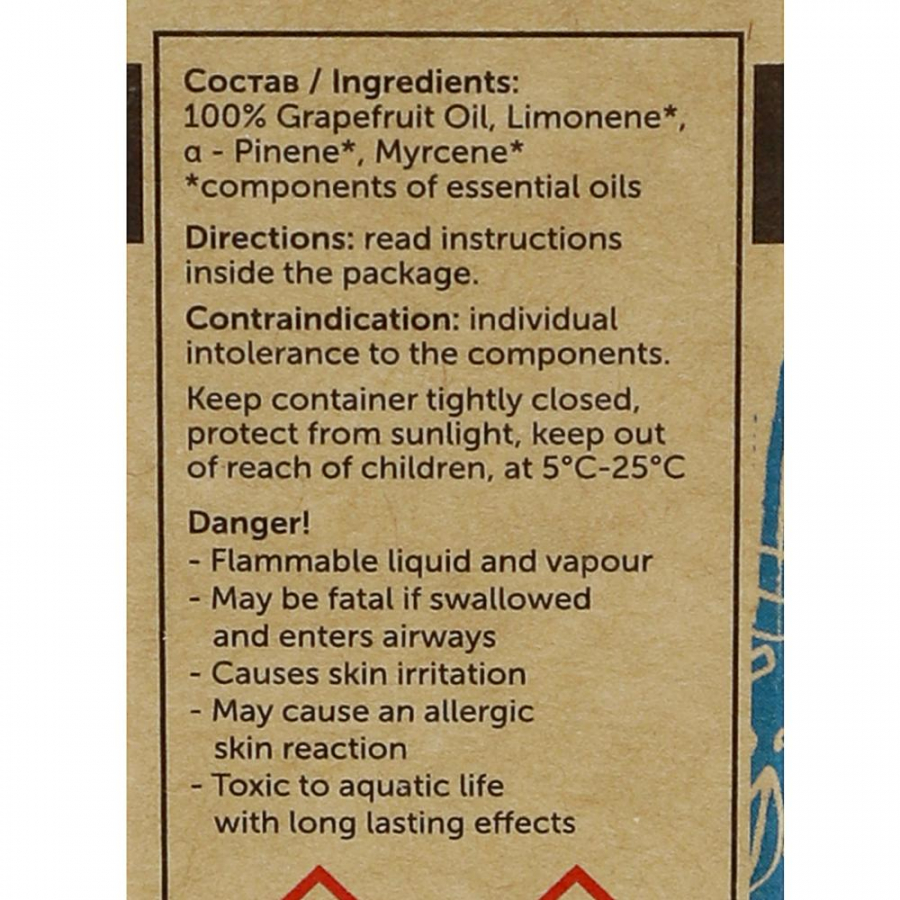 Состав / Ingredients:
100% Grapefruit Oil, Limonene*,
α - Pinene*, Myrcene*
*components of essential oils
Directions: read instructions
inside the package.
Contraindication: individual
intolerance to the components.
Keep container tightly closed,
protect from sunlight, keep out
of reach of children, at 5°C-25°C
Danger!
- Flammable liquid and vapour
- May be fatal if swallowed
and enters airways
- Causes skin irritation
- May cause an allergic
skin reaction
- Toxic to aquatic life
with long lasting effects